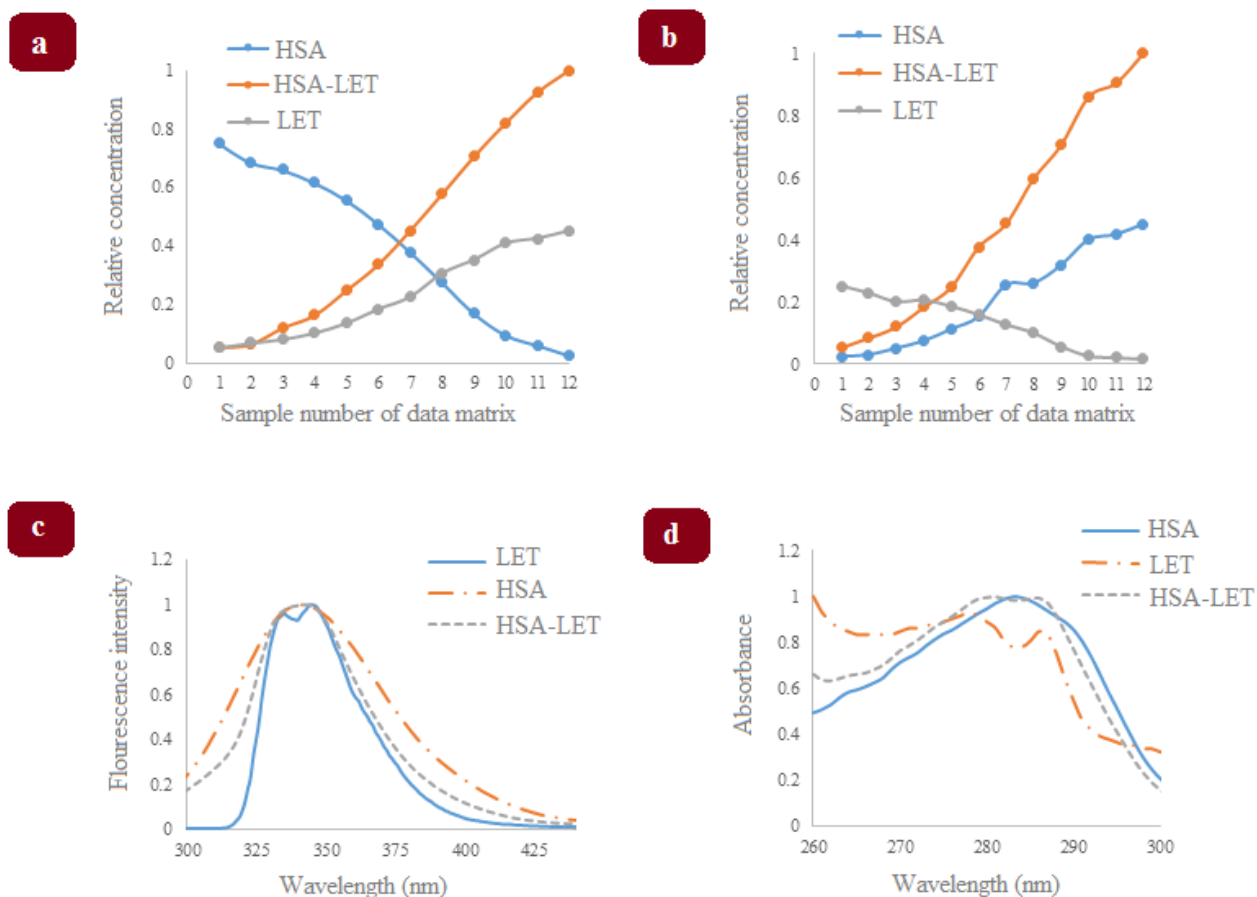 a
HSA
HSA-LET
LET
1
0.8
0.6
0.4
0.2
0
0 1 2 3 4 5 6 7 8 9 10 11 12
Relative concentration
Sample number of data matrix
b
HSA
HSA-LET
LET
1
0.8
0.6
0.4
0.2
0
0 1 2 3 4 5 6 7 8 9 10 11 12
Relative concentration
Sample number of data matrix
c
LET
HSA
HSA-LET
1.2
1
0.8
0.6
0.4
0.2
0
300 325 350 375 400 425
Flourescence intensity
Wavelength (nm)
d
HSA
LET
HSA-LET
1.2
1
0.8
0.6
0.4
0.2
0
260 270 280 290 300
Absorbance
Wavelength (nm)